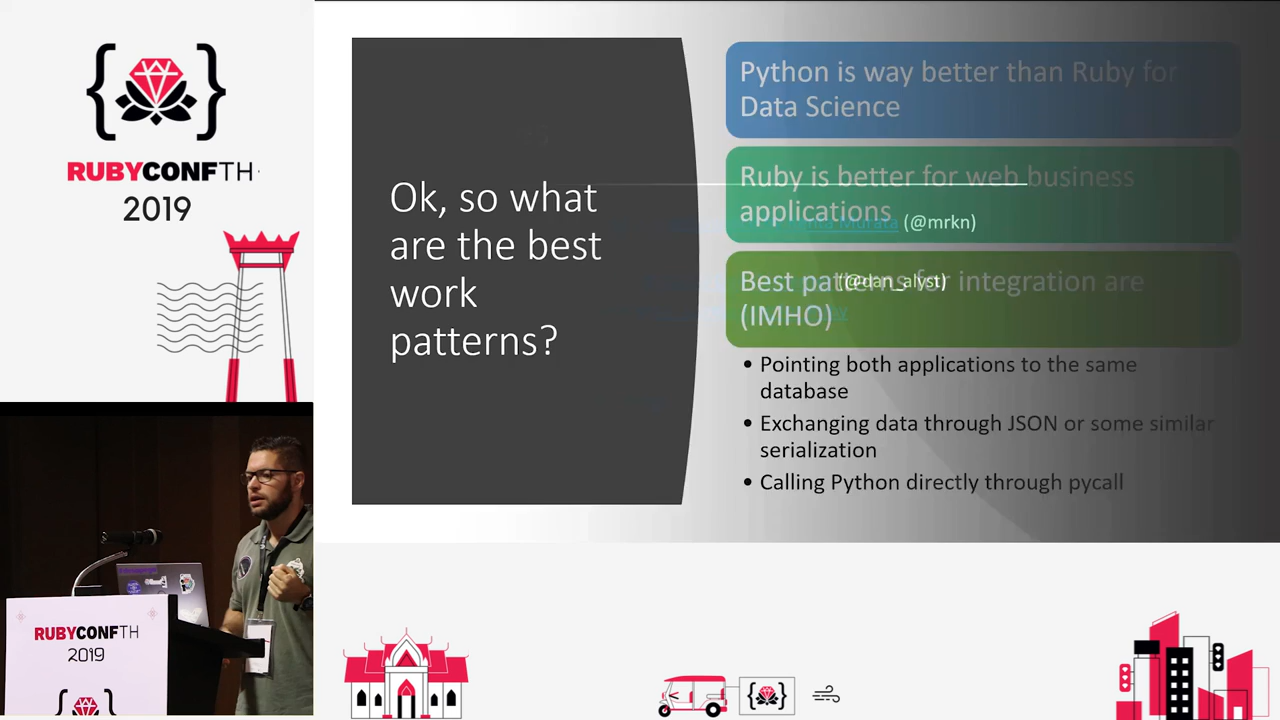 RUBYCONFTH
2019
Ok, so what
are the best
work
patterns?
Python is way better than Ruby for
Data Science
Ruby is better for web business
applications
Murata (@mrkn)
Best patterns for integration are
(@dan_alyst)
(IMHO)
• Pointing both applications to the same
database
• Exchanging data through JSON or some similar
serialization
• Calling Python directly through pycall
RUBYCONFTH
2019